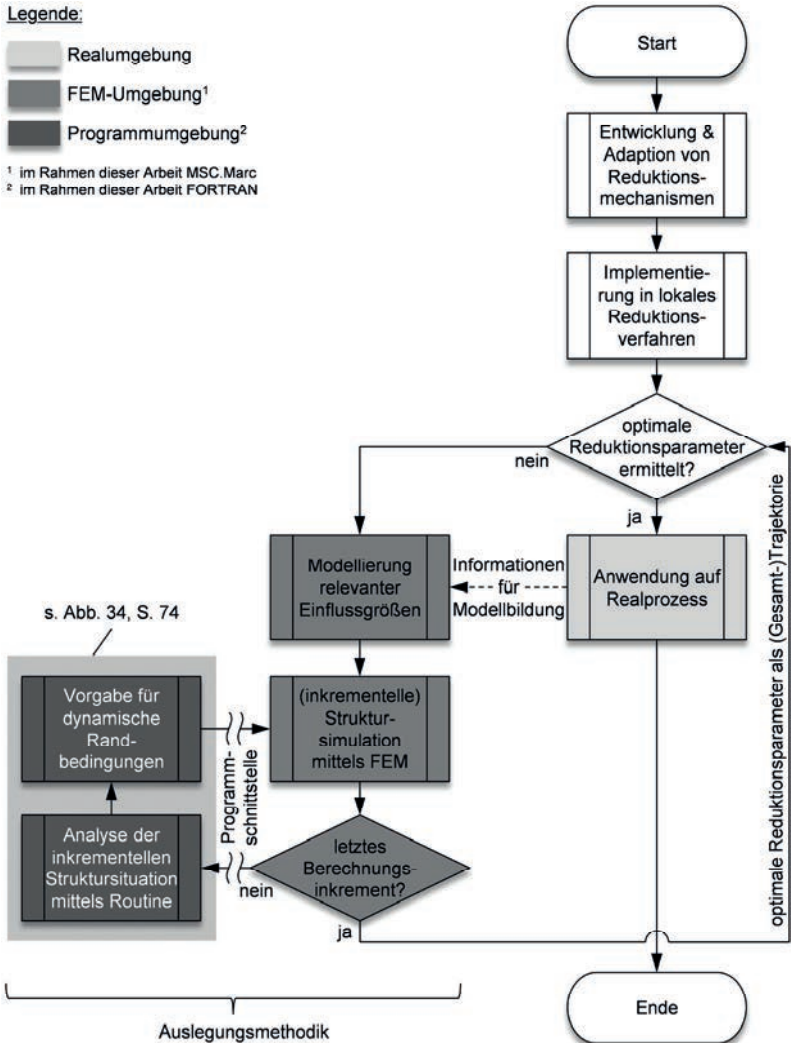 Legende:
Realumgebung
FEM-Umgebung¹
Programmumgebung²
¹ im Rahmen dieser Arbeit MSC.Marc
² im Rahmen dieser Arbeit FORTRAN
Start
Entwicklung &
Adaption von
Reduktions-
mechanismen
Implementie-
rung in lokales
Reduktions-
verfahren
optimale
Reduktionsparameter
ermittelt?
nein
ja
Modellierung
relevanter
Einflussgrößen
Informationen
für
Modellbildung
Anwendung auf
Realprozess
optimale Reduktionsparameter als (Gesamt-)Trajektorie
s. Abb. 34, S. 74
Vorgabe für
dynamische
Rand-
bedingungen
Programm-
schnittstelle
(inkrementelle)
Struktur-
simulation
mittels FEM
Analyse der
inkrementellen
Struktursituation
mittels Routine
nein
letztes
Berechnungs-
inkrement?
ja
Ende
Auslegungsmethodik